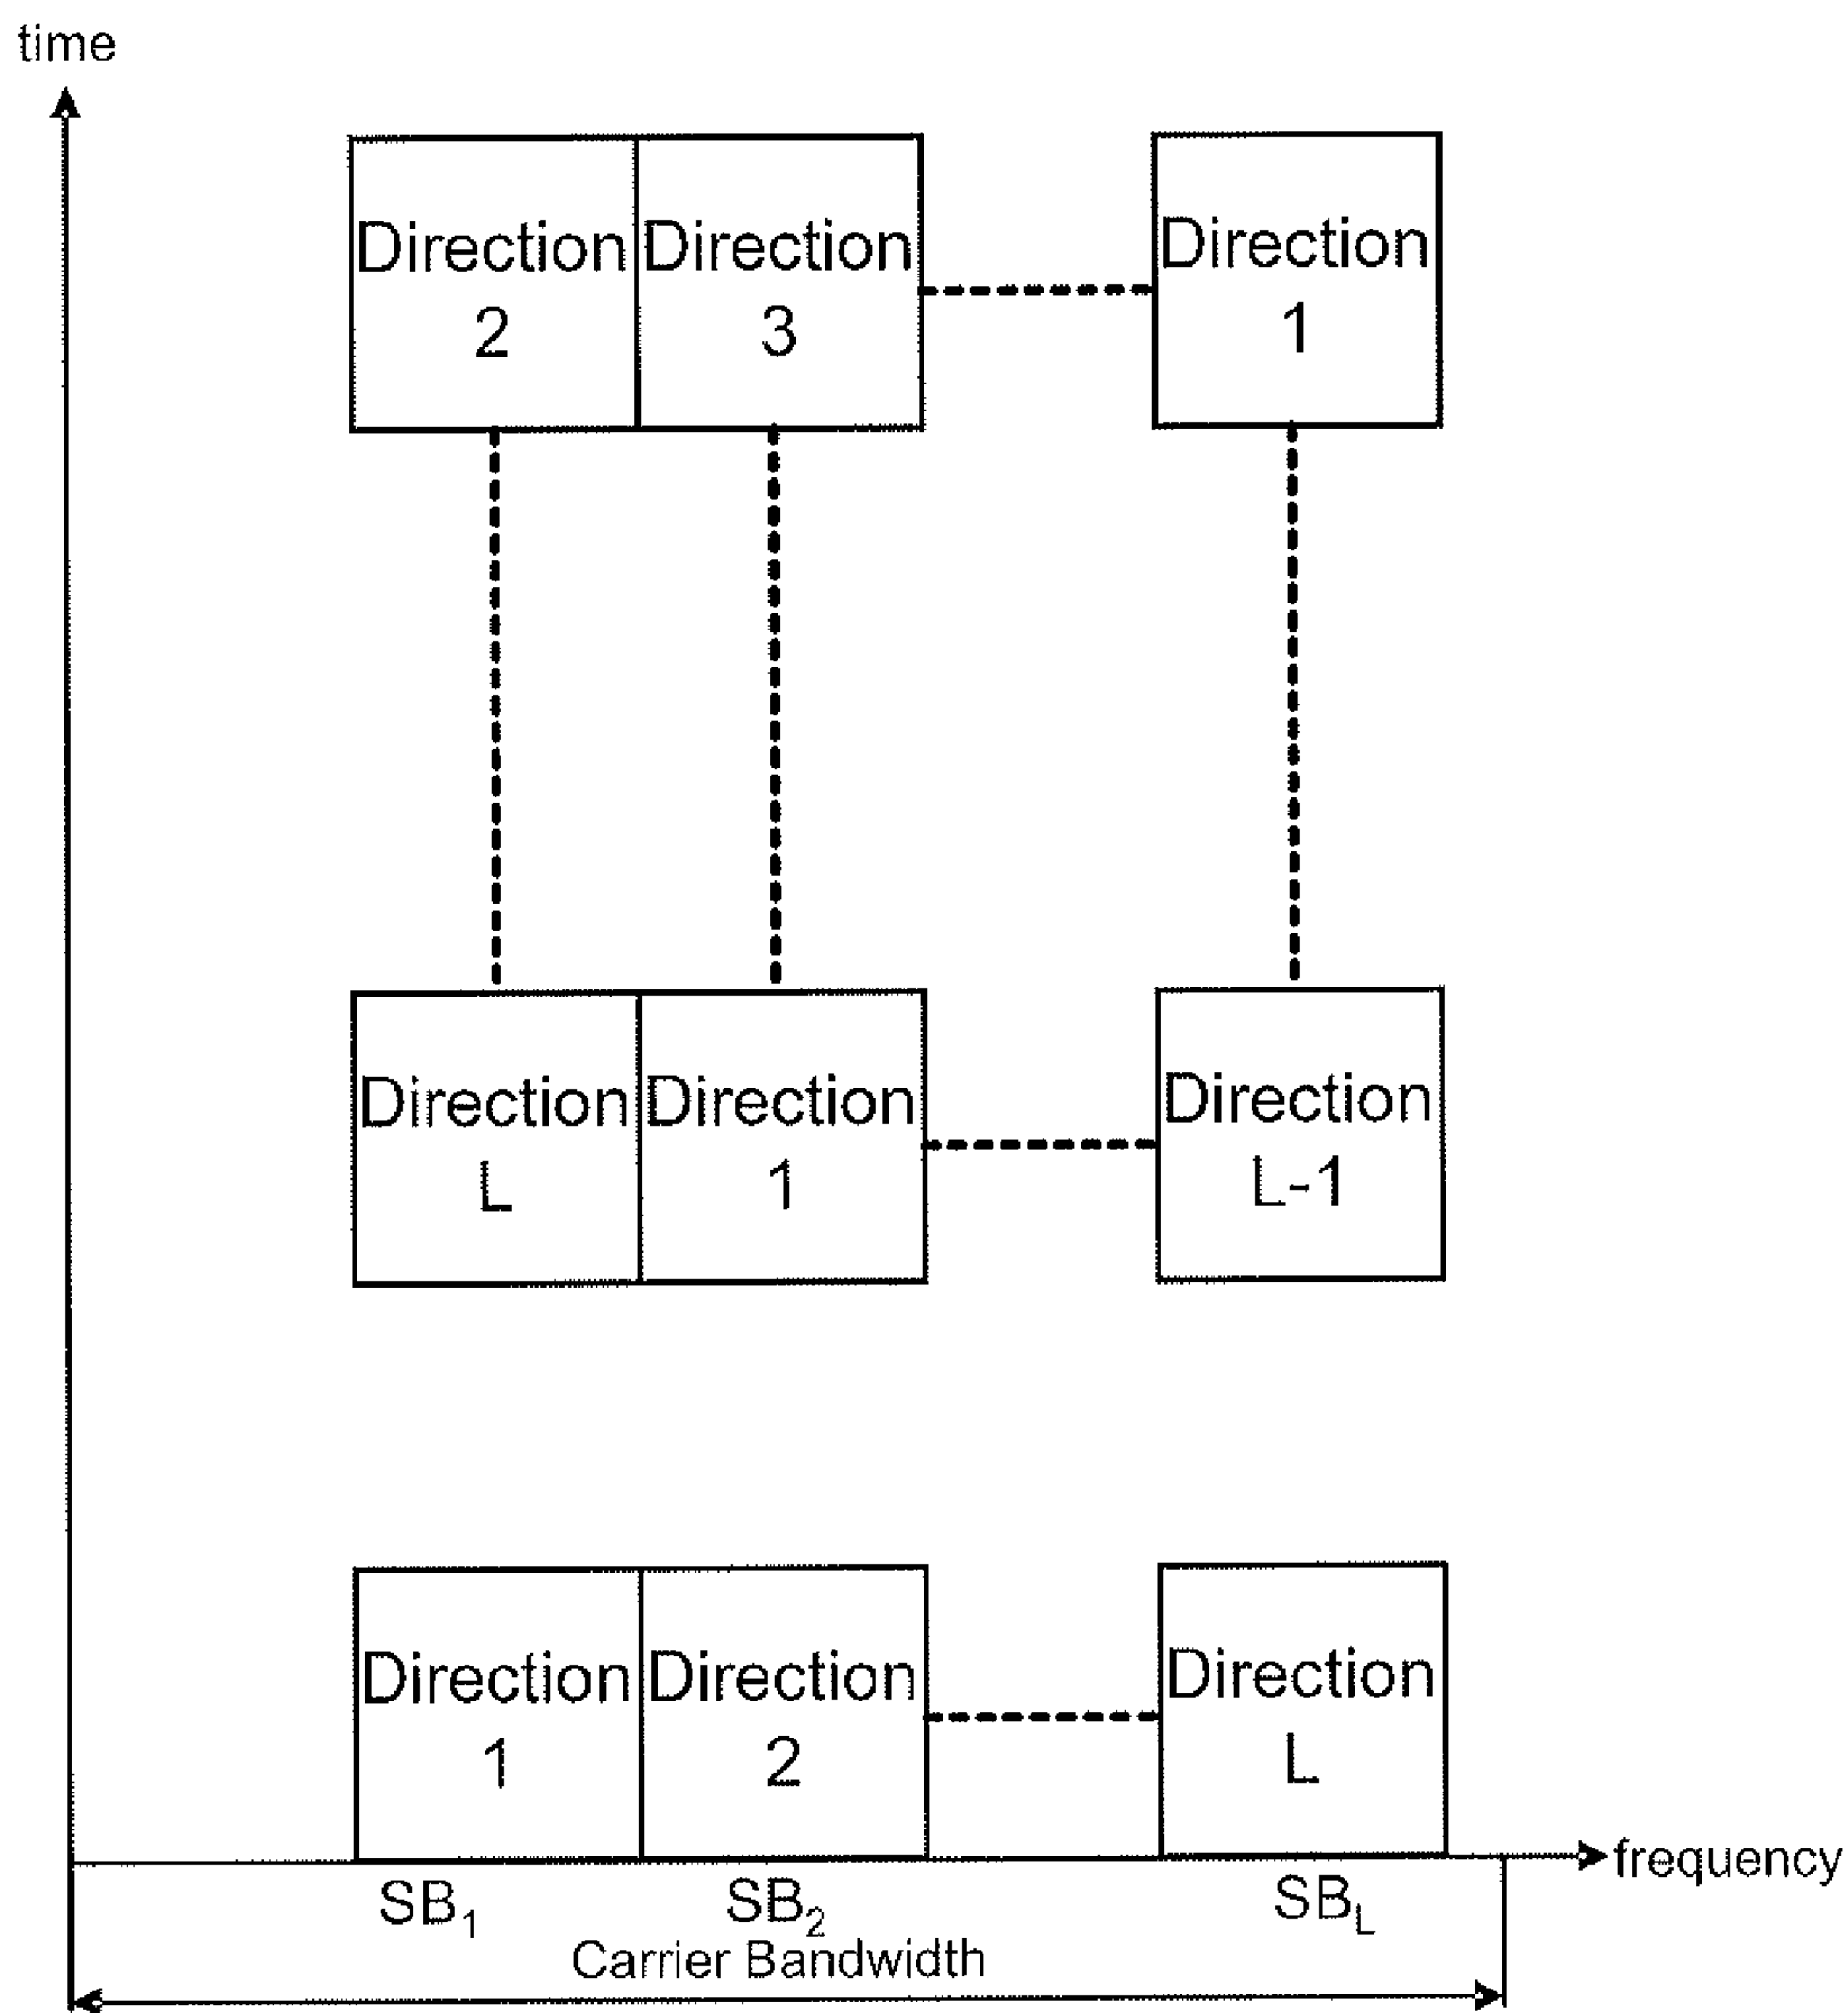 time
Direction Direction Direction
2 3 1
Direction Direction Direction
L 1 L-1
Direction Direction Direction
1 2 L
frequency
SB₁ SB₂ SB_L
Carrier Bandwidth